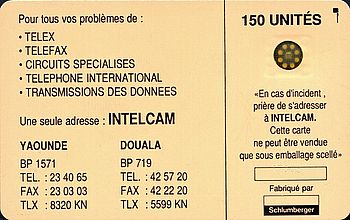 Pour tous vos problèmes de :
• TELEX
• TELEFAX
• CIRCUITS SPECIALISES
• TELEPHONE INTERNATIONAL
• TRANSMISSIONS DES DONNEES
Une seule adresse : INTELCAM
YAOUNDE
BP 1571
TEL. : 23 40 65
FAX : 23 03 03
TLX : 8320 KN
DOUALA
BP 719
TEL. : 42 57 20
FAX : 42 22 20
TLX : 5599 KN
150 UNITÉS
«En cas d'incident,
prière de s'adresser
à INTELCAM.
Cette carte
ne peut être vendue
que sous emballage scellé»
Fabriqué par
Schlumberger